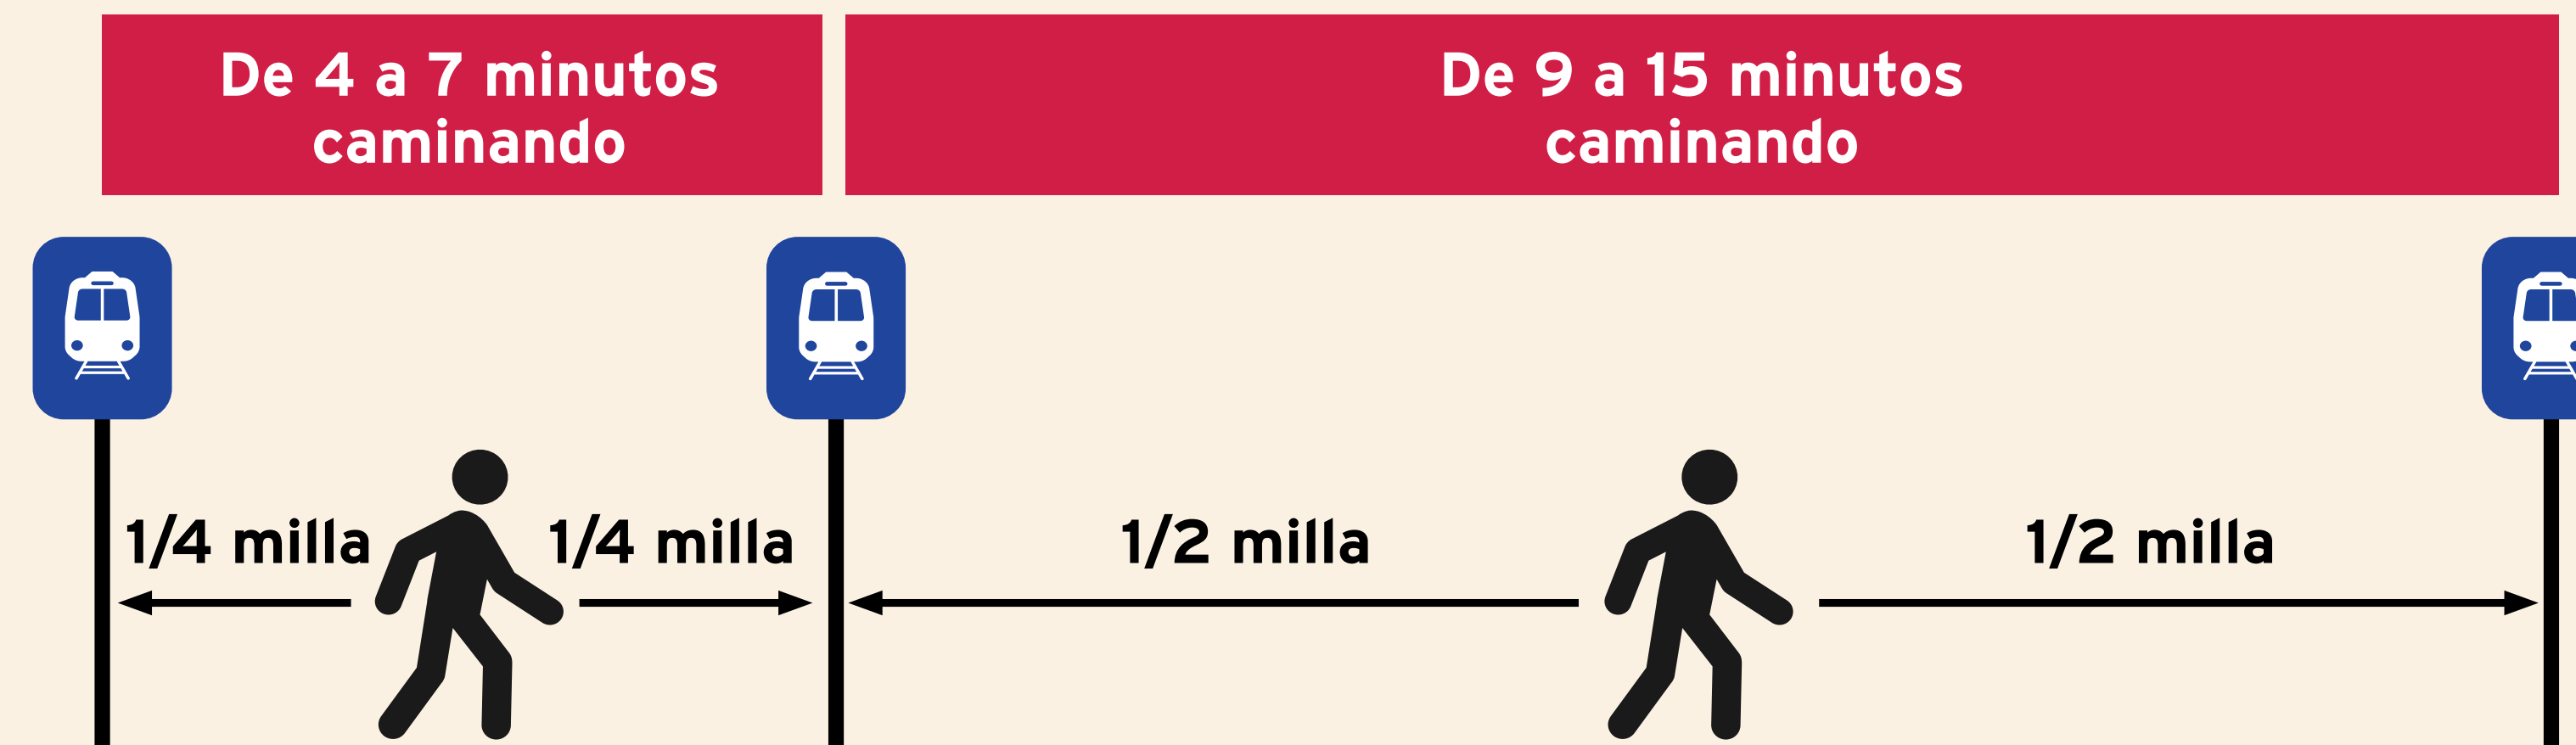 De 4 a 7 minutos
caminando
De 9 a 15 minutos
caminando
1/4 milla
1/4 milla
1/2 milla
1/2 milla